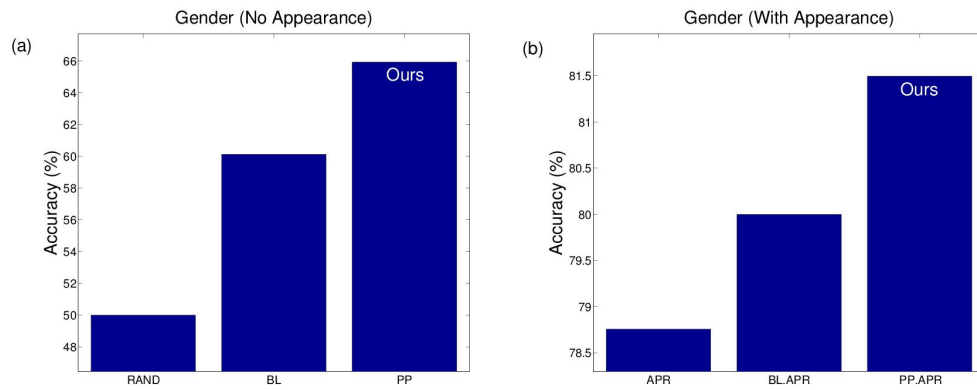 Gender (No Appearance)
(a)
Accuracy (%)
66
64
62
60
58
56
54
52
50
48
Ours
RAND BL PP
Gender (With Appearance)
(b)
Accuracy (%)
81.5
81
80.5
80
79.5
79
78.5
Ours
APR BL.APR PP.APR